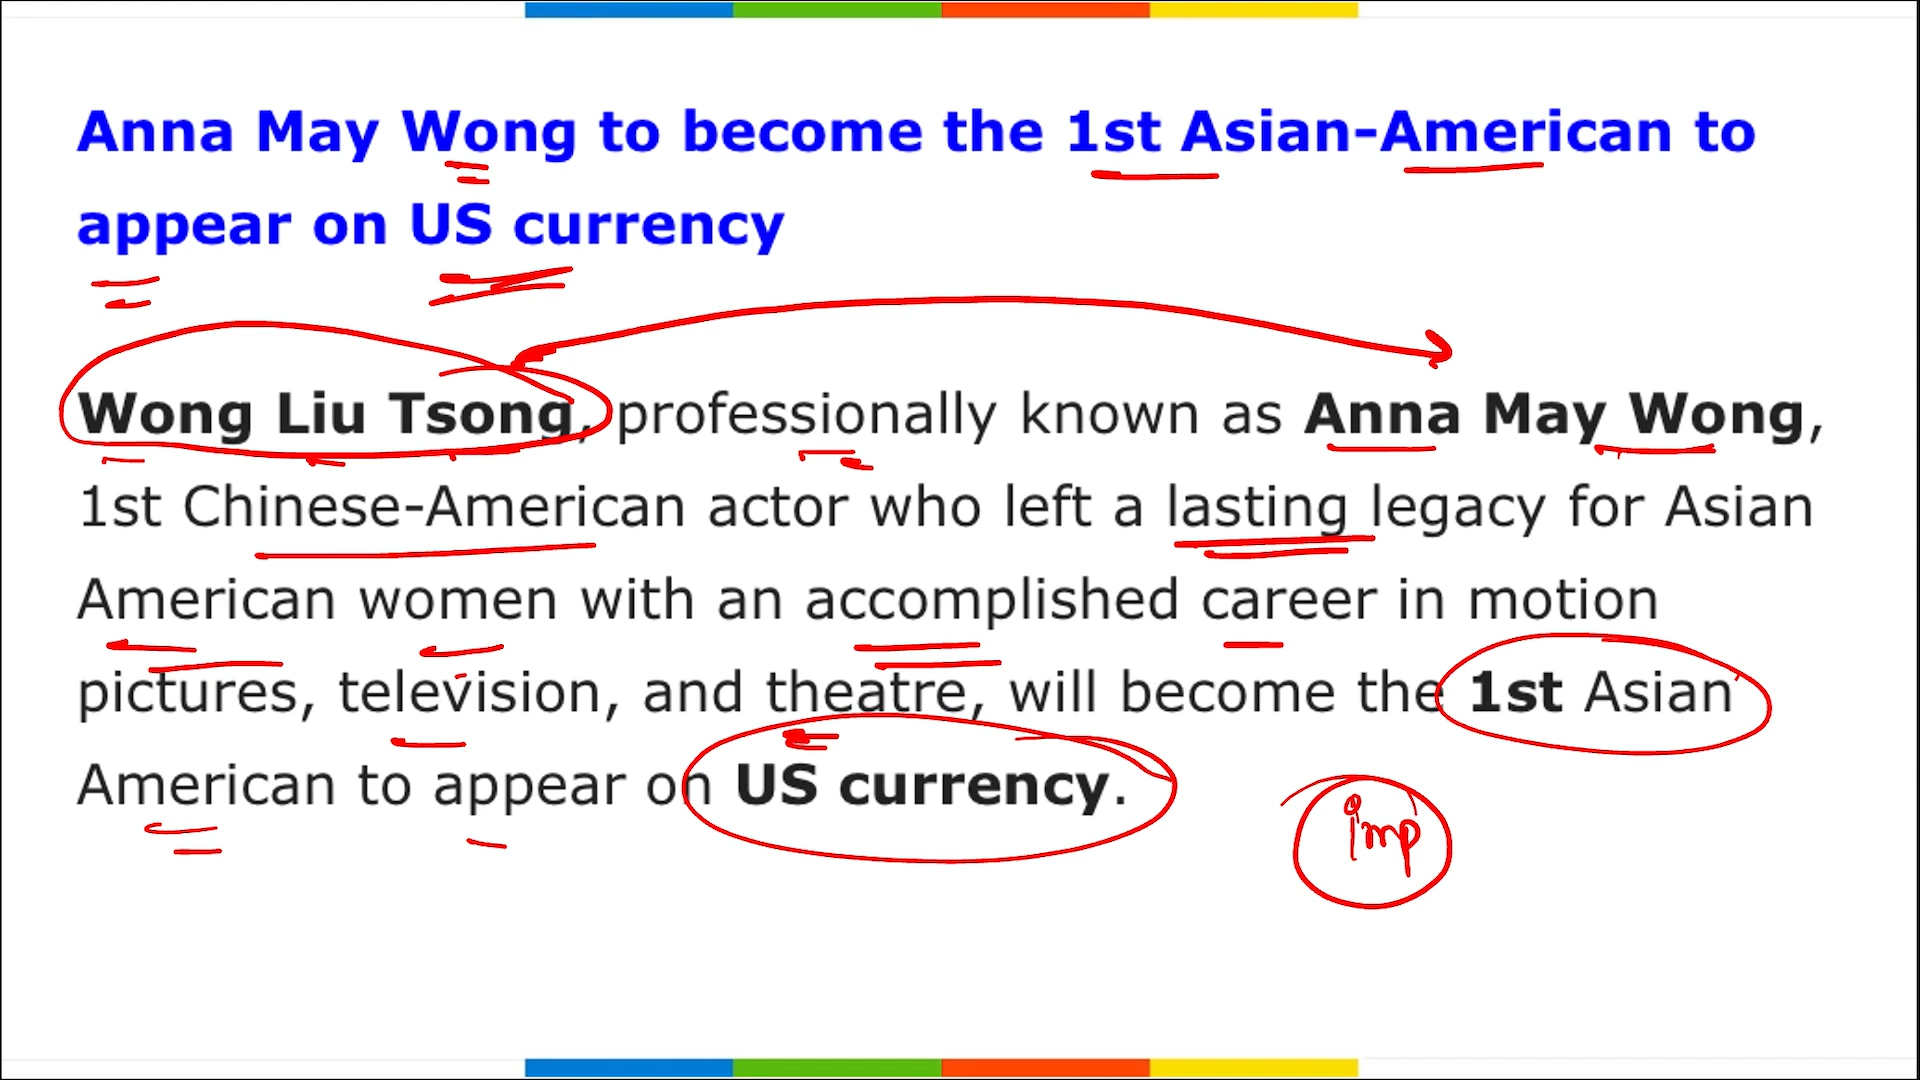 Anna May Wong to become the 1st Asian-American to
appear on US currency
Wong Liu Tsong, professionally known as Anna May Wong,
1st Chinese-American actor who left a lasting legacy for Asian
American women with an accomplished career in motion
pictures, television, and theatre, will become the 1st Asian
American to appear on US currency.
imp